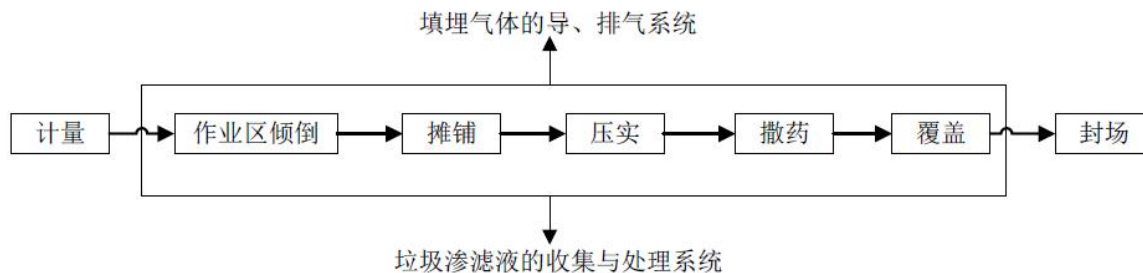 填埋气体的导、排气系统
计量
作业区倾倒
摊铺
压实
撒药
覆盖
封场
垃圾渗滤液的收集与处理系统